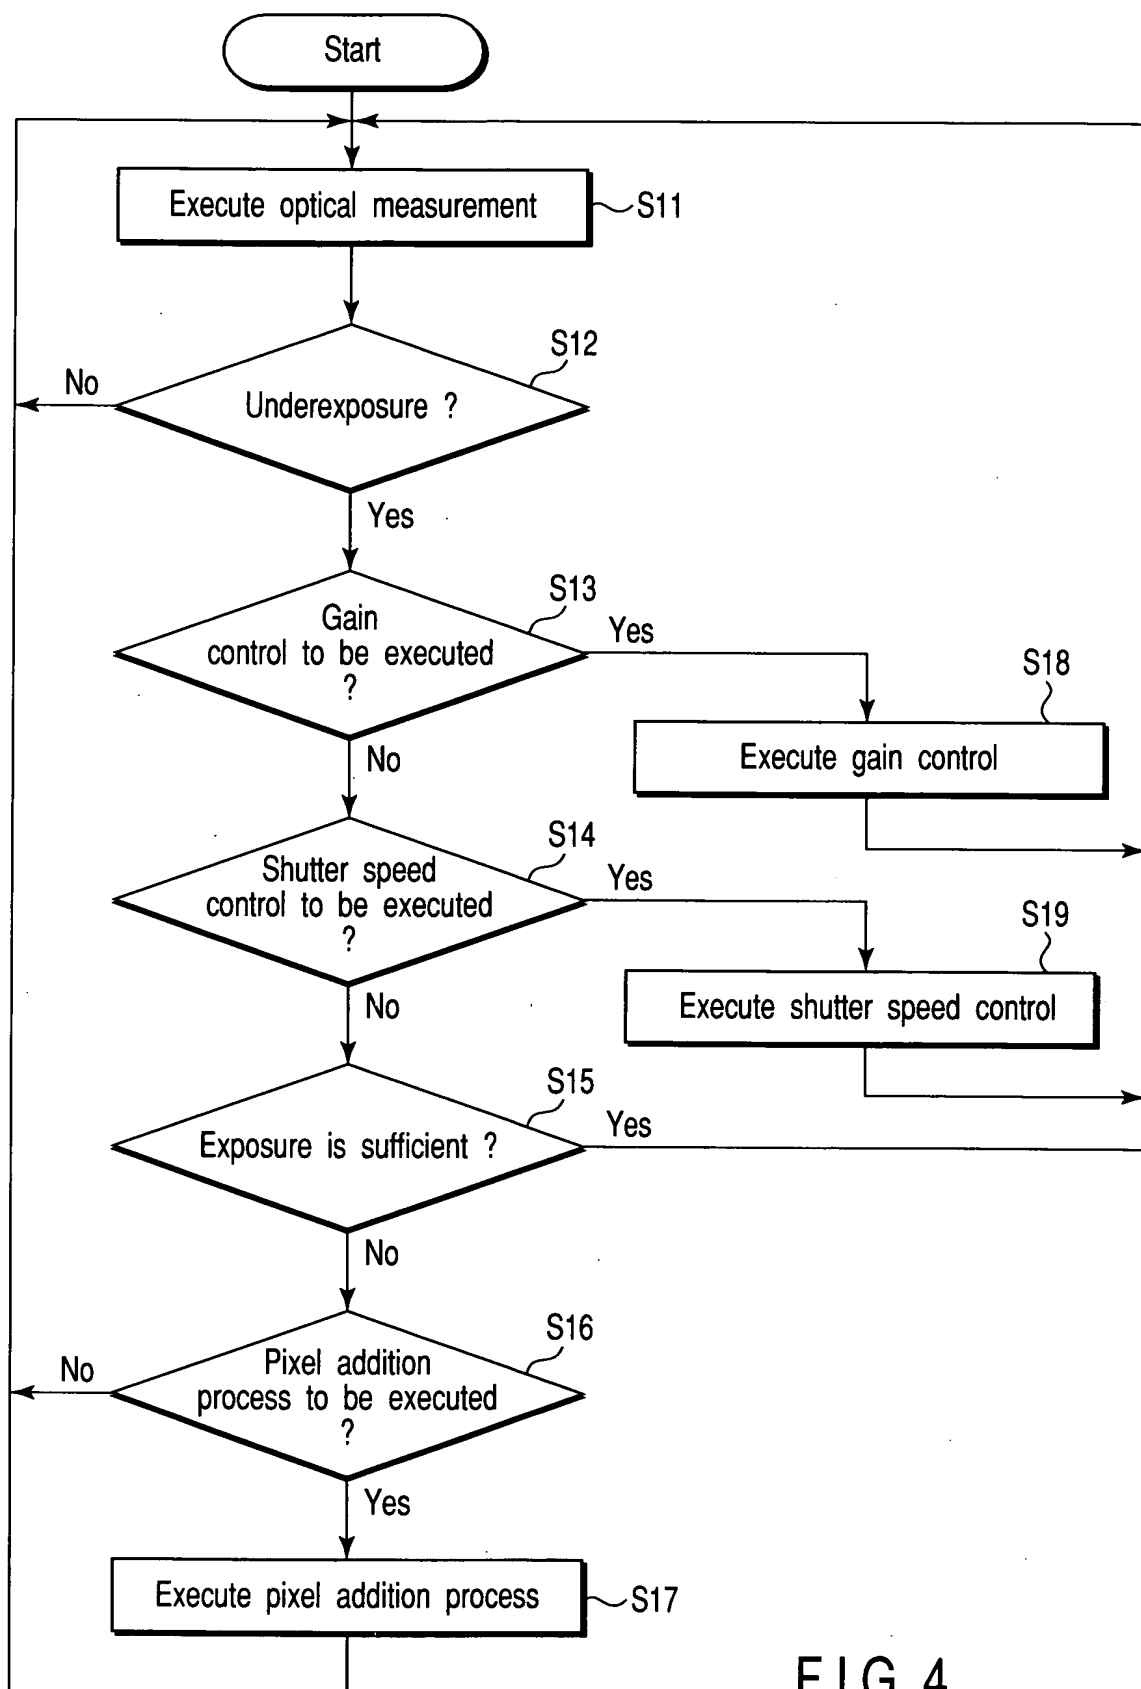 Start
Execute optical measurement
S11
S12
No
Underexposure ?
Yes
S13
Gain
control to be executed
?
Yes
S18
Execute gain control
No
S14
Shutter speed
control to be executed
?
Yes
S19
Execute shutter speed control
No
S15
Exposure is sufficient ?
Yes
No
S16
Pixel addition
process to be executed
?
No
Yes
Execute pixel addition process
S17
FIG. 4